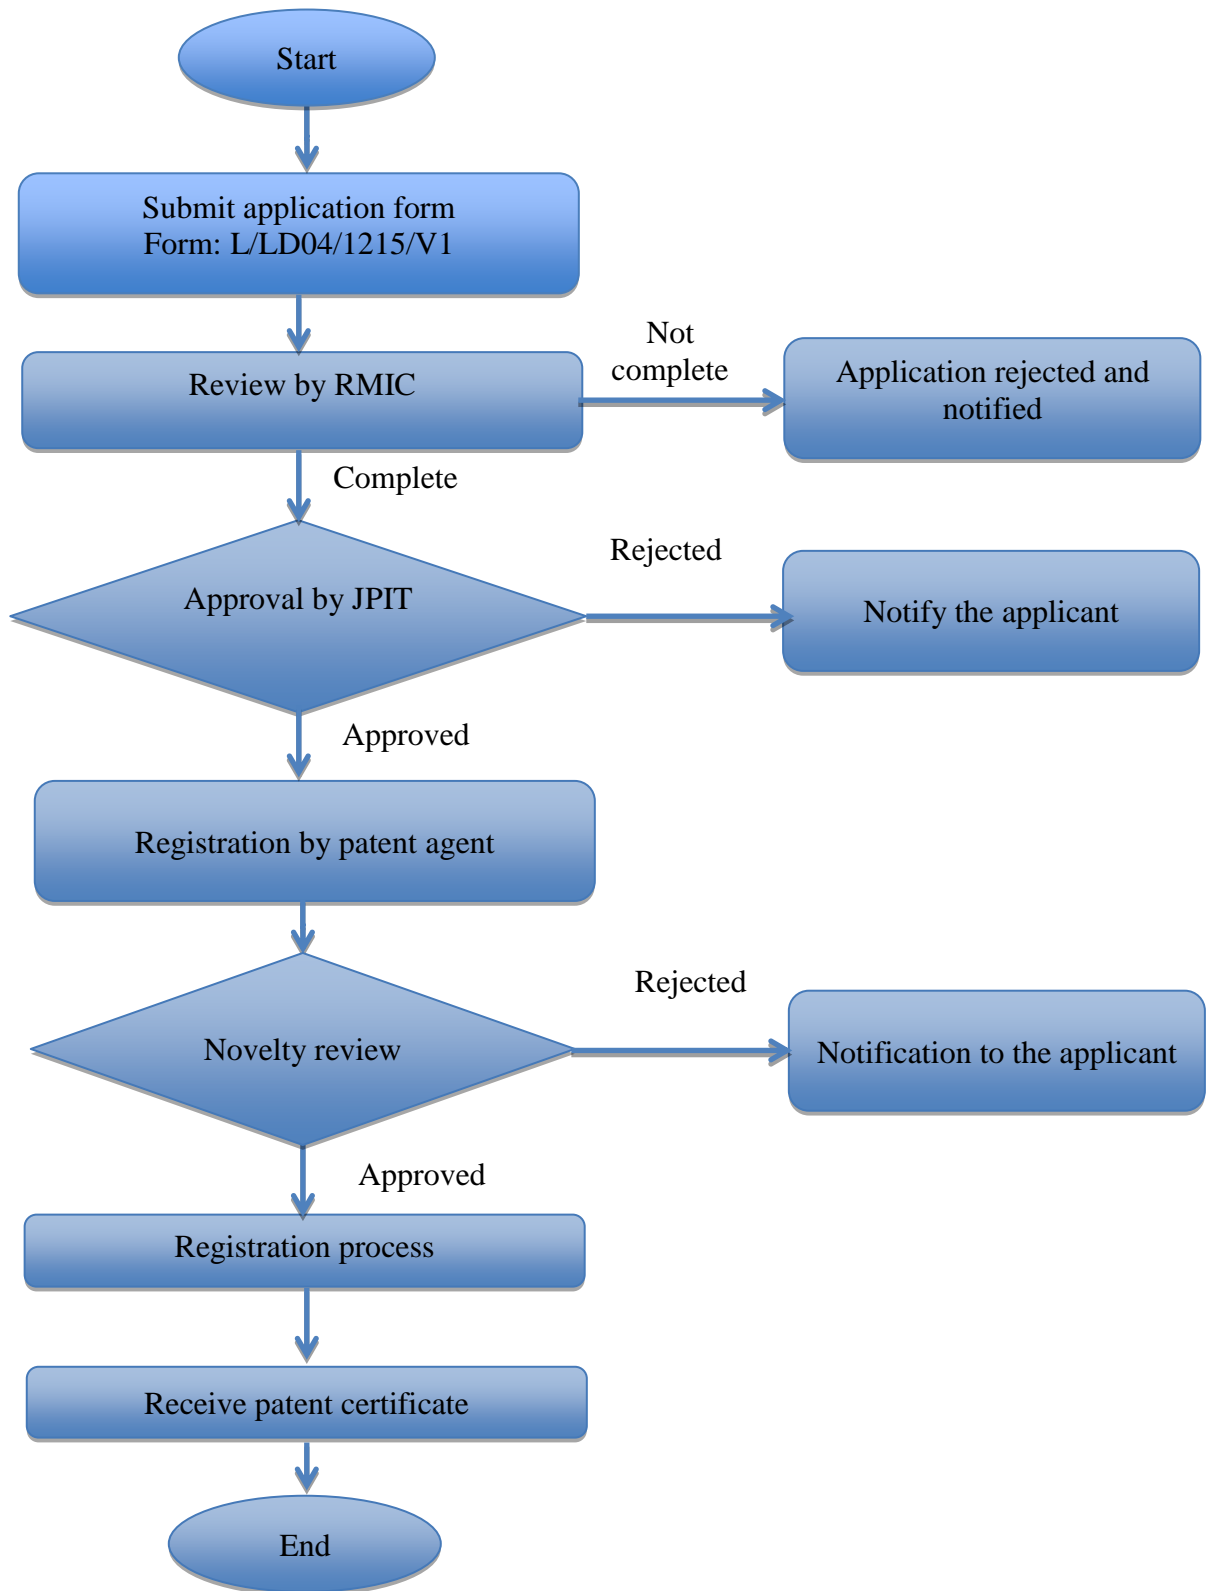 Start
Submit application form
Form: L/LD04/1215/V1
Not
complete
Review by RMIC
Application rejected and
notified
Complete
Rejected
Approval by JPIT
Notify the applicant
Approved
Registration by patent agent
Rejected
Novelty review
Notification to the applicant
Approved
Registration process
Receive patent certificate
End